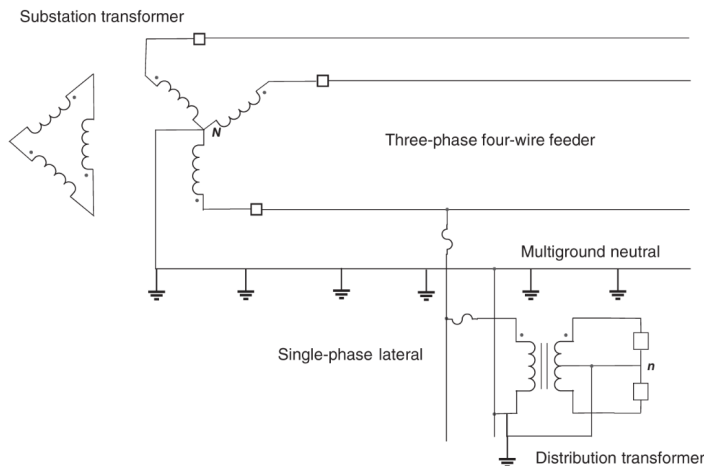 Substation transformer
N
Three-phase four-wire feeder
Multiground neutral
Single-phase lateral
n
Distribution transformer